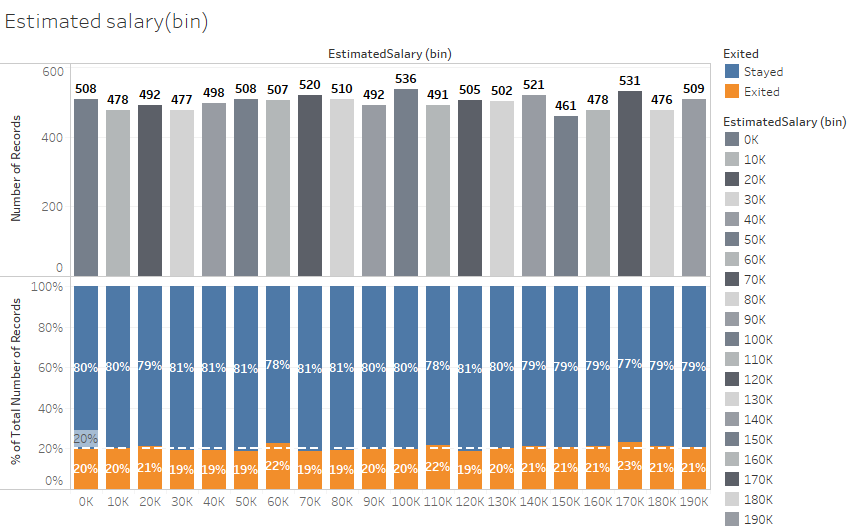 Estimated salary(bin)
EstimatedSalary (bin)
Number of Records
600
400
200
0
508 478 492 477 498 508 507 520 510 492 536 491 505 502 521 461 478 531 476 509
% of Total Number of Records
100%
80%
60%
40%
20%
0%
80% 80% 79% 81% 81% 81% 78% 81% 81% 80% 80% 78% 81% 80% 79% 79% 79% 77% 79% 79%
20%
20% 20% 21% 19% 19% 19% 22% 19% 19% 20% 20% 22% 19% 20% 21% 21% 21% 23% 21% 21%
0K 10K 20K 30K 40K 50K 60K 70K 80K 90K 100K 110K 120K 130K 140K 150K 160K 170K 180K 190K
Exited
Stayed
Exited
EstimatedSalary (bin)
0K
10K
20K
30K
40K
50K
60K
70K
80K
90K
100K
110K
120K
130K
140K
150K
160K
170K
180K
190K